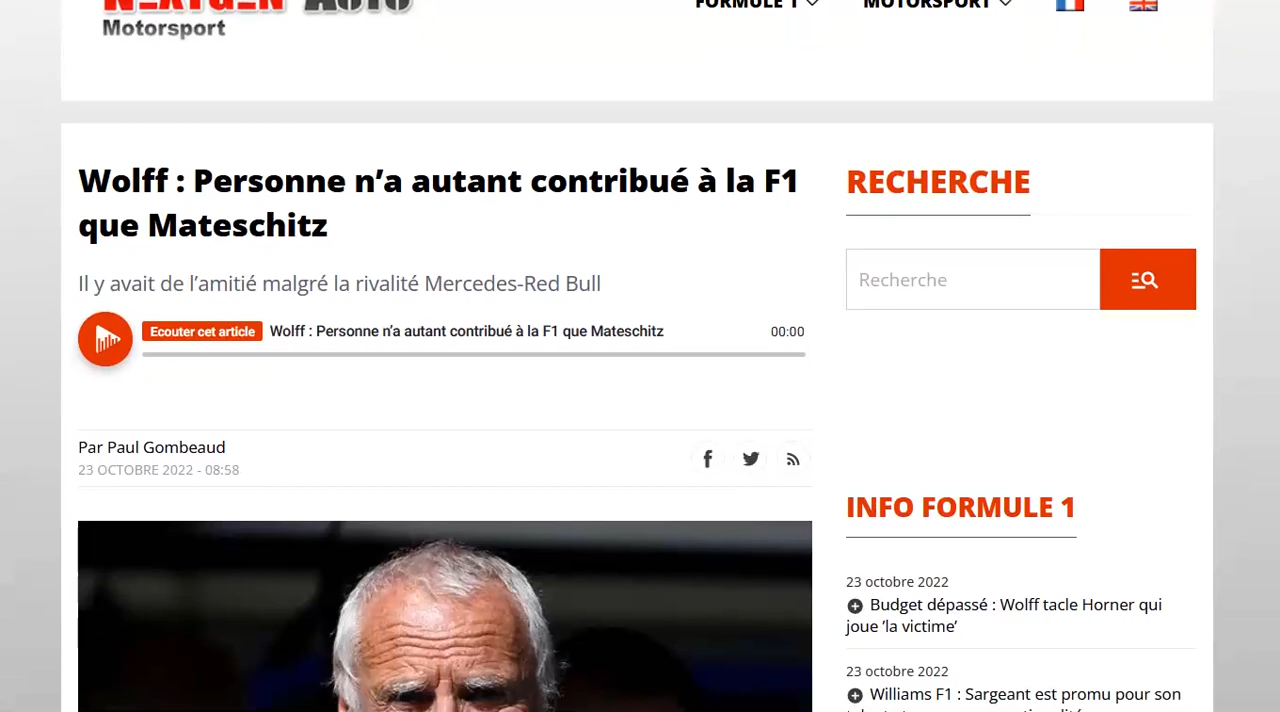 NEXTGEN AUTO
Motorsport
FORMULE 1
MOTORSPORT
Wolff : Personne n’a autant contribué à la F1
que Mateschitz
Il y avait de l’amitié malgré la rivalité Mercedes-Red Bull
Ecouter cet article Wolff : Personne n’a autant contribué à la F1 que Mateschitz 00:00
Par Paul Gombeaud
23 OCTOBRE 2022 - 08:58
RECHERCHE
Recherche
INFO FORMULE 1
23 octobre 2022
Budget dépassé : Wolff tacle Horner qui
joue ’la victime’
23 octobre 2022
Williams F1 : Sargeant est promu pour son